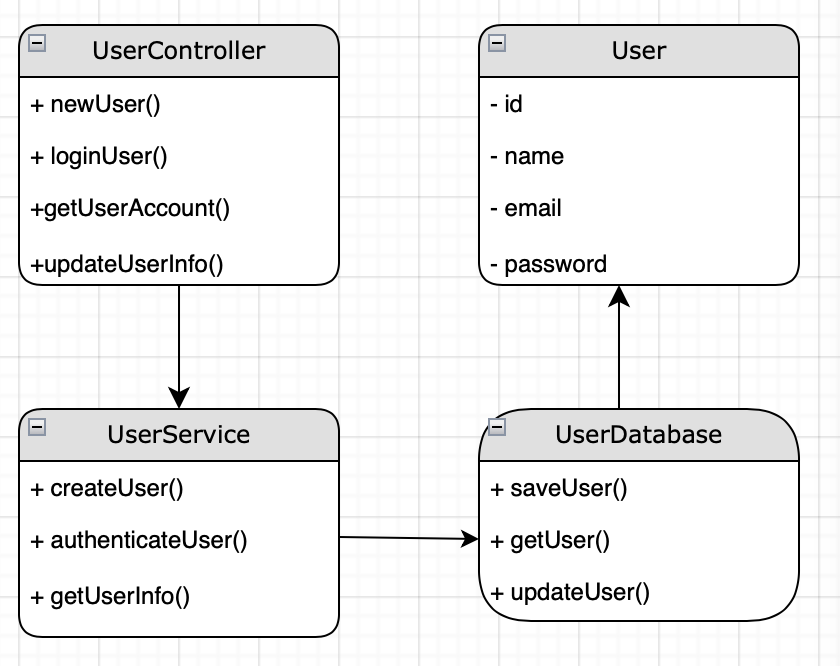 UserController
+ newUser()
+ loginUser()
+getUserAccount()
+updateUserInfo()
User
- id
- name
- email
- password
UserService
+ createUser()
+ authenticateUser()
+ getUserInfo()
UserDatabase
+ saveUser()
+ getUser()
+ updateUser()